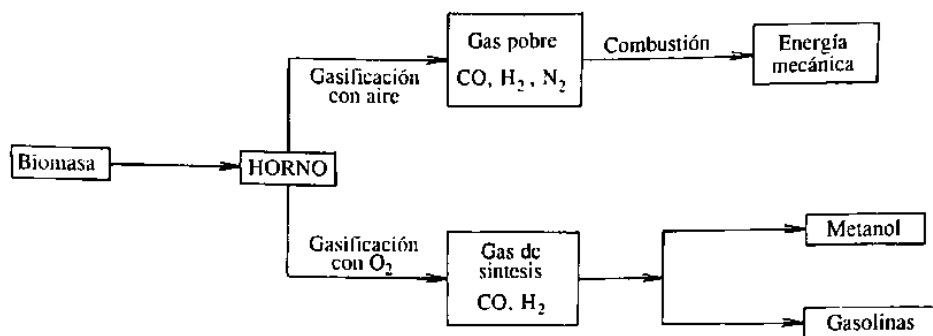 Biomasa
HORNO
Gasificación
con aire
Gas pobre
CO, H₂, N₂
Combustión
Energía
mecánica
Gasificación
con O₂
Gas de
síntesis
CO, H₂
Metanol
Gasolinas